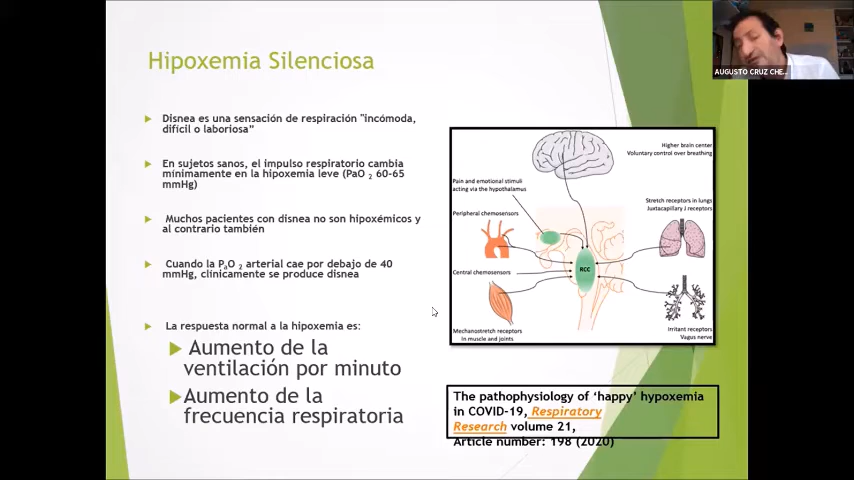 Hipoxemia Silenciosa
Disnea es una sensación de respiración "incómoda,
difícil o laboriosa"
En sujetos sanos, el impulso respiratorio cambia
mínimamente en la hipoxemia leve (PaO 2 60-65
mmHg)
Muchos pacientes con disnea no son hipoxémicos y
al contrario también
Cuando la PaO 2 arterial cae por debajo de 40
mmHg, clínicamente se produce disnea
La respuesta normal a la hipoxemia es:
Aumento de la
ventilación por minuto
Aumento de la
frecuencia respiratoria
Higher brain center
Voluntary control over breathing
Pain and emotional stimuli
acting via the hypothalamus
Stretch receptors in lungs
Juxtacapillary J receptors
Peripheral chemosensors
RCC
Central chemosensors
Mechanostretch receptors
in muscle and joints
Irritant receptors
Vagus nerve
The pathophysiology of ‘happy’ hypoxemia
in COVID-19, Respiratory
Research volume 21,
Article number: 198 (2020)
AUGUSTO CRUZ CHE...